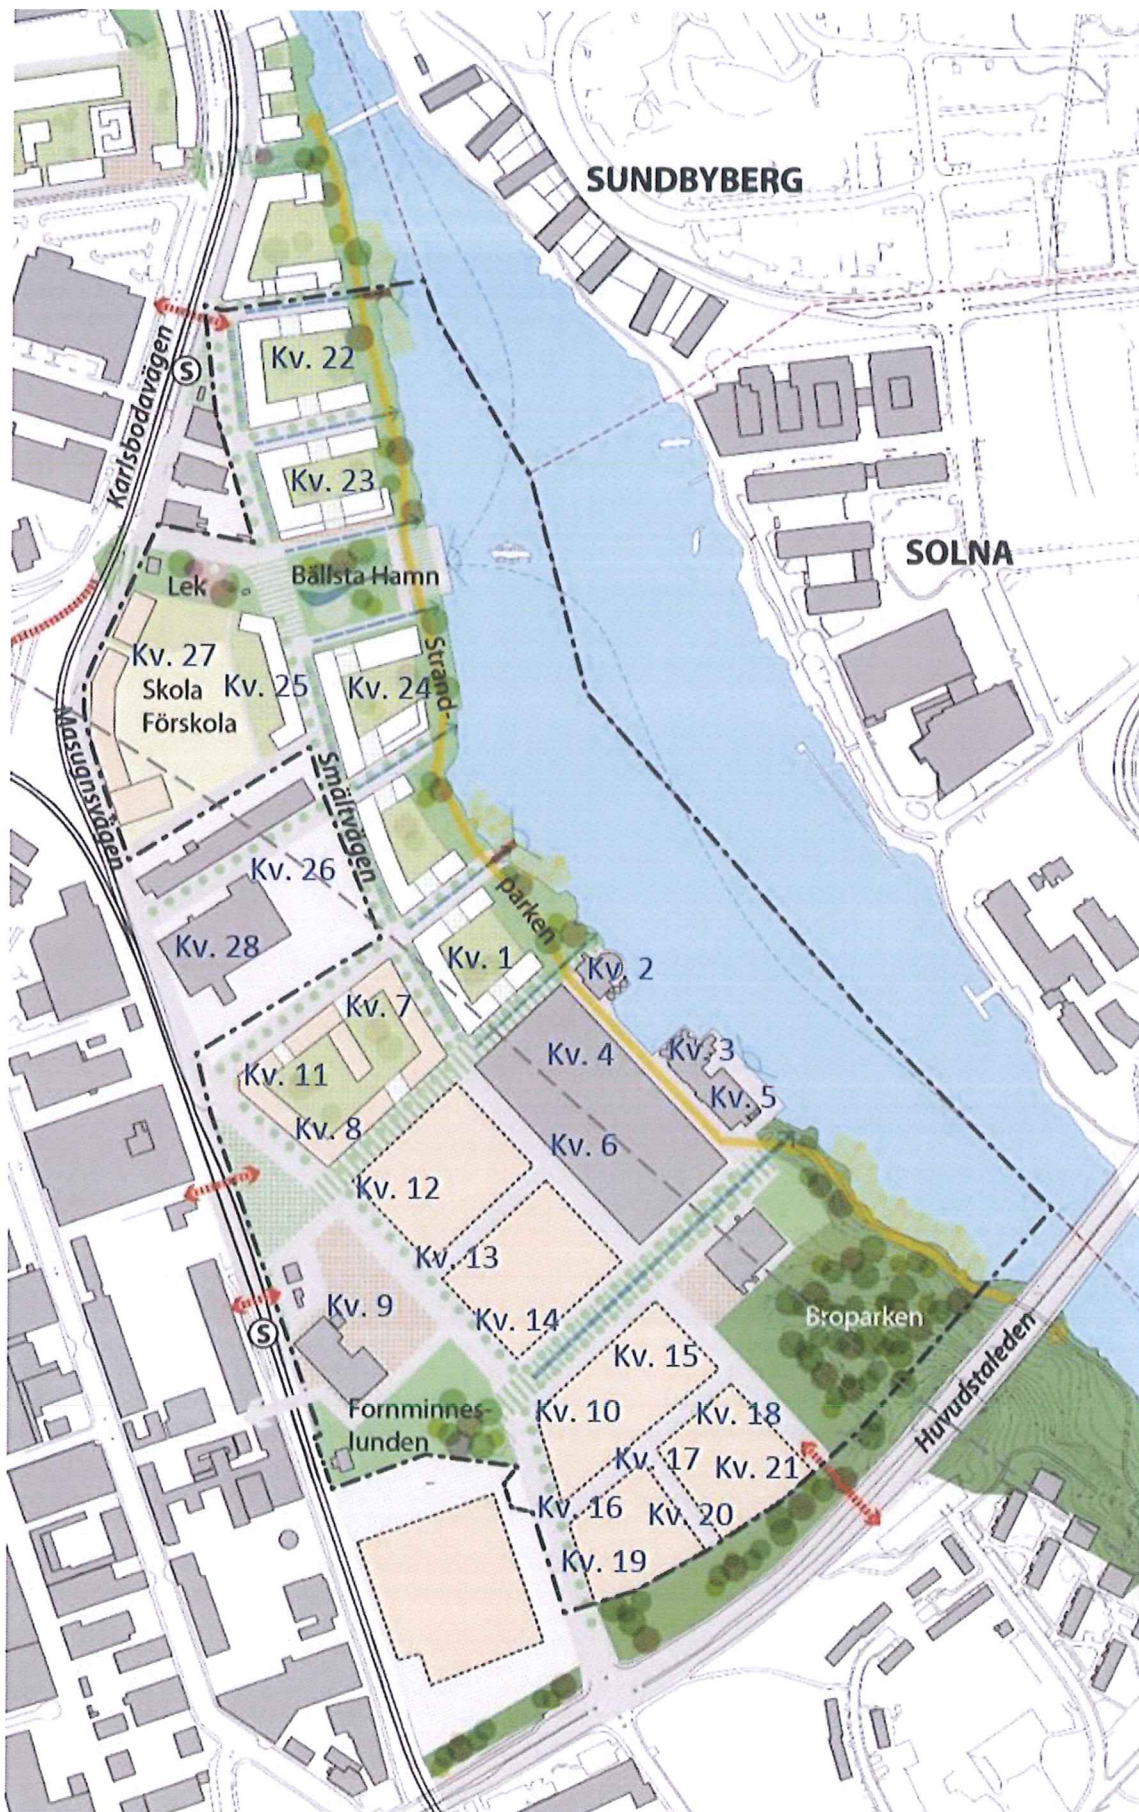 SUNDBYBERG
Karlsbodavägen
S
Kv. 22
Kv. 23
SOLNA
Lek
Bällsta Hamn
Kv. 27
Skola
Förskola
Kv. 25
Kv. 24
Strand-
parken
Masugnsvägen
Smältvägen
Kv. 26
Kv. 28
Kv. 1
Kv. 2
Kv. 7
Kv. 3
Kv. 4
Kv. 11
Kv. 5
Kv. 8
Kv. 6
Kv. 12
Kv. 13
Kv. 9
Kv. 14
S
Broparken
Kv. 15
Huvudstaleden
Fornminnes-
lunden
Kv. 10
Kv. 18
Kv. 17
Kv. 21
Kv. 16
Kv. 20
Kv. 19